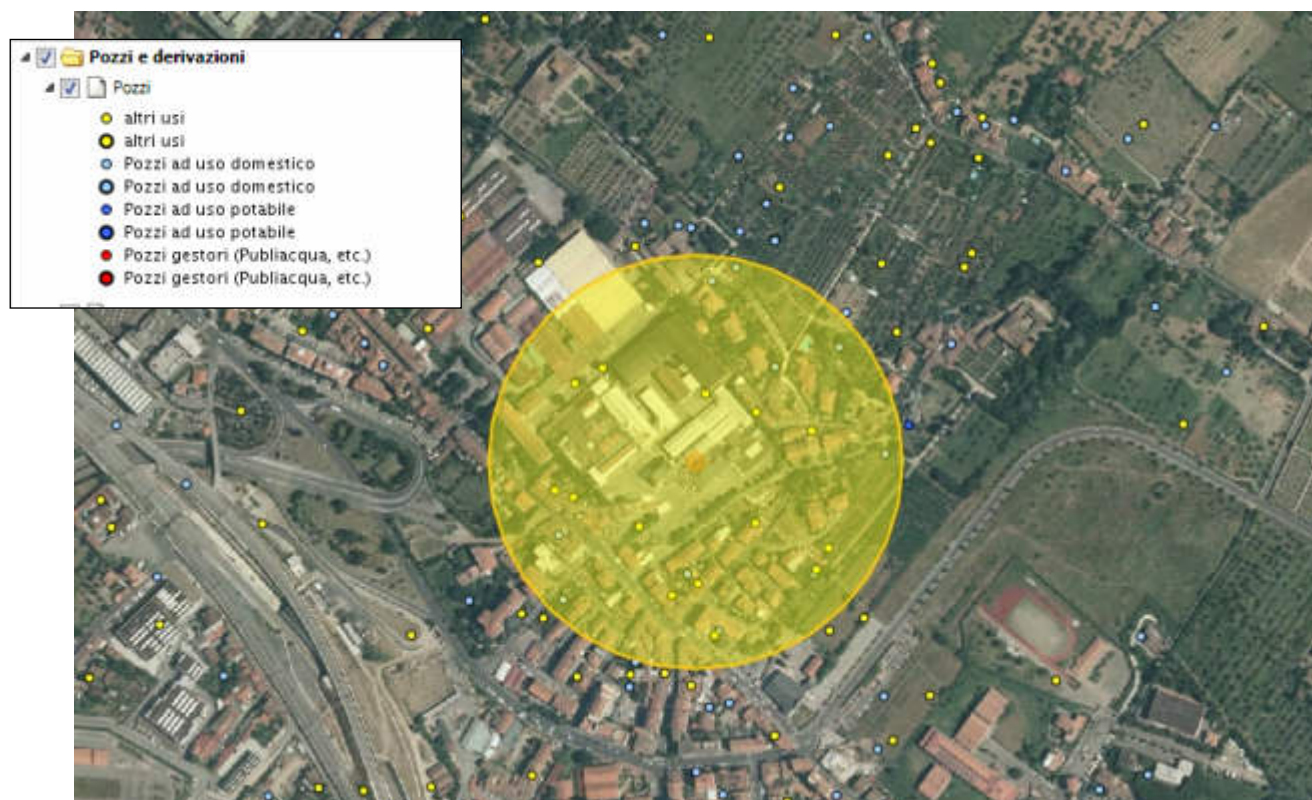 Pozzi e derivazioni
Pozzi
altri usi
altri usi
Pozzi ad uso domestico
Pozzi ad uso domestico
Pozzi ad uso potabile
Pozzi ad uso potabile
Pozzi gestori (Publiacqua, etc.)
Pozzi gestori (Publiacqua, etc.)